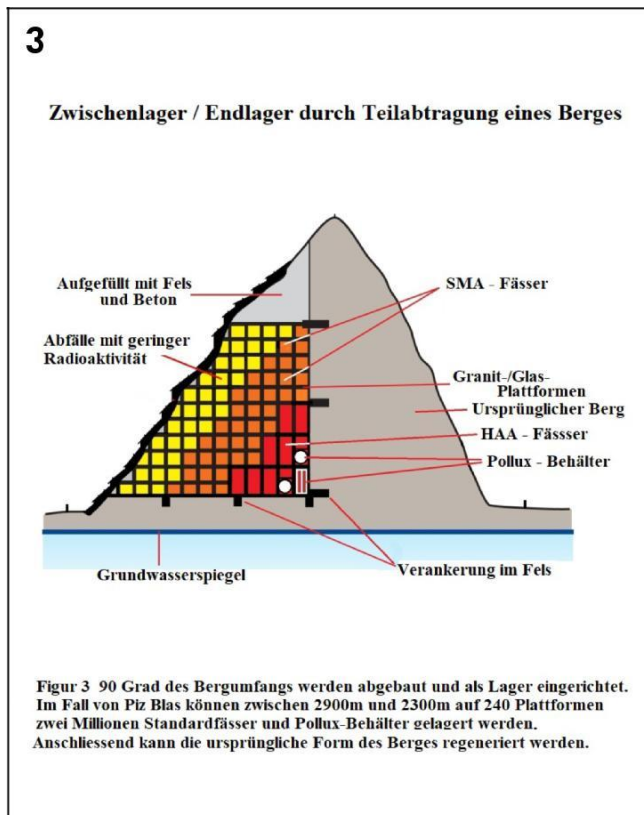 3
Zwischenlager / Endlager durch Teilabtragung eines Berges
Aufgefüllt mit Fels
und Beton
SMA - Fässer
Abfälle mit geringer
Radioaktivität
Granit-/Glas-
Plattformen
Ursprünglicher Berg
HAA - Fässser
Pollux - Behälter
Grundwasserspiegel
Verankerung im Fels
Figur 3 90 Grad des Bergumfangs werden abgebaut und als Lager eingerichtet.
Im Fall von Piz Blas können zwischen 2900m und 2300m auf 240 Plattformen
zwei Millionen Standardfässer und Pollux-Behälter gelagert werden.
Anschliessend kann die ursprüngliche Form des Berges regeneriert werden.